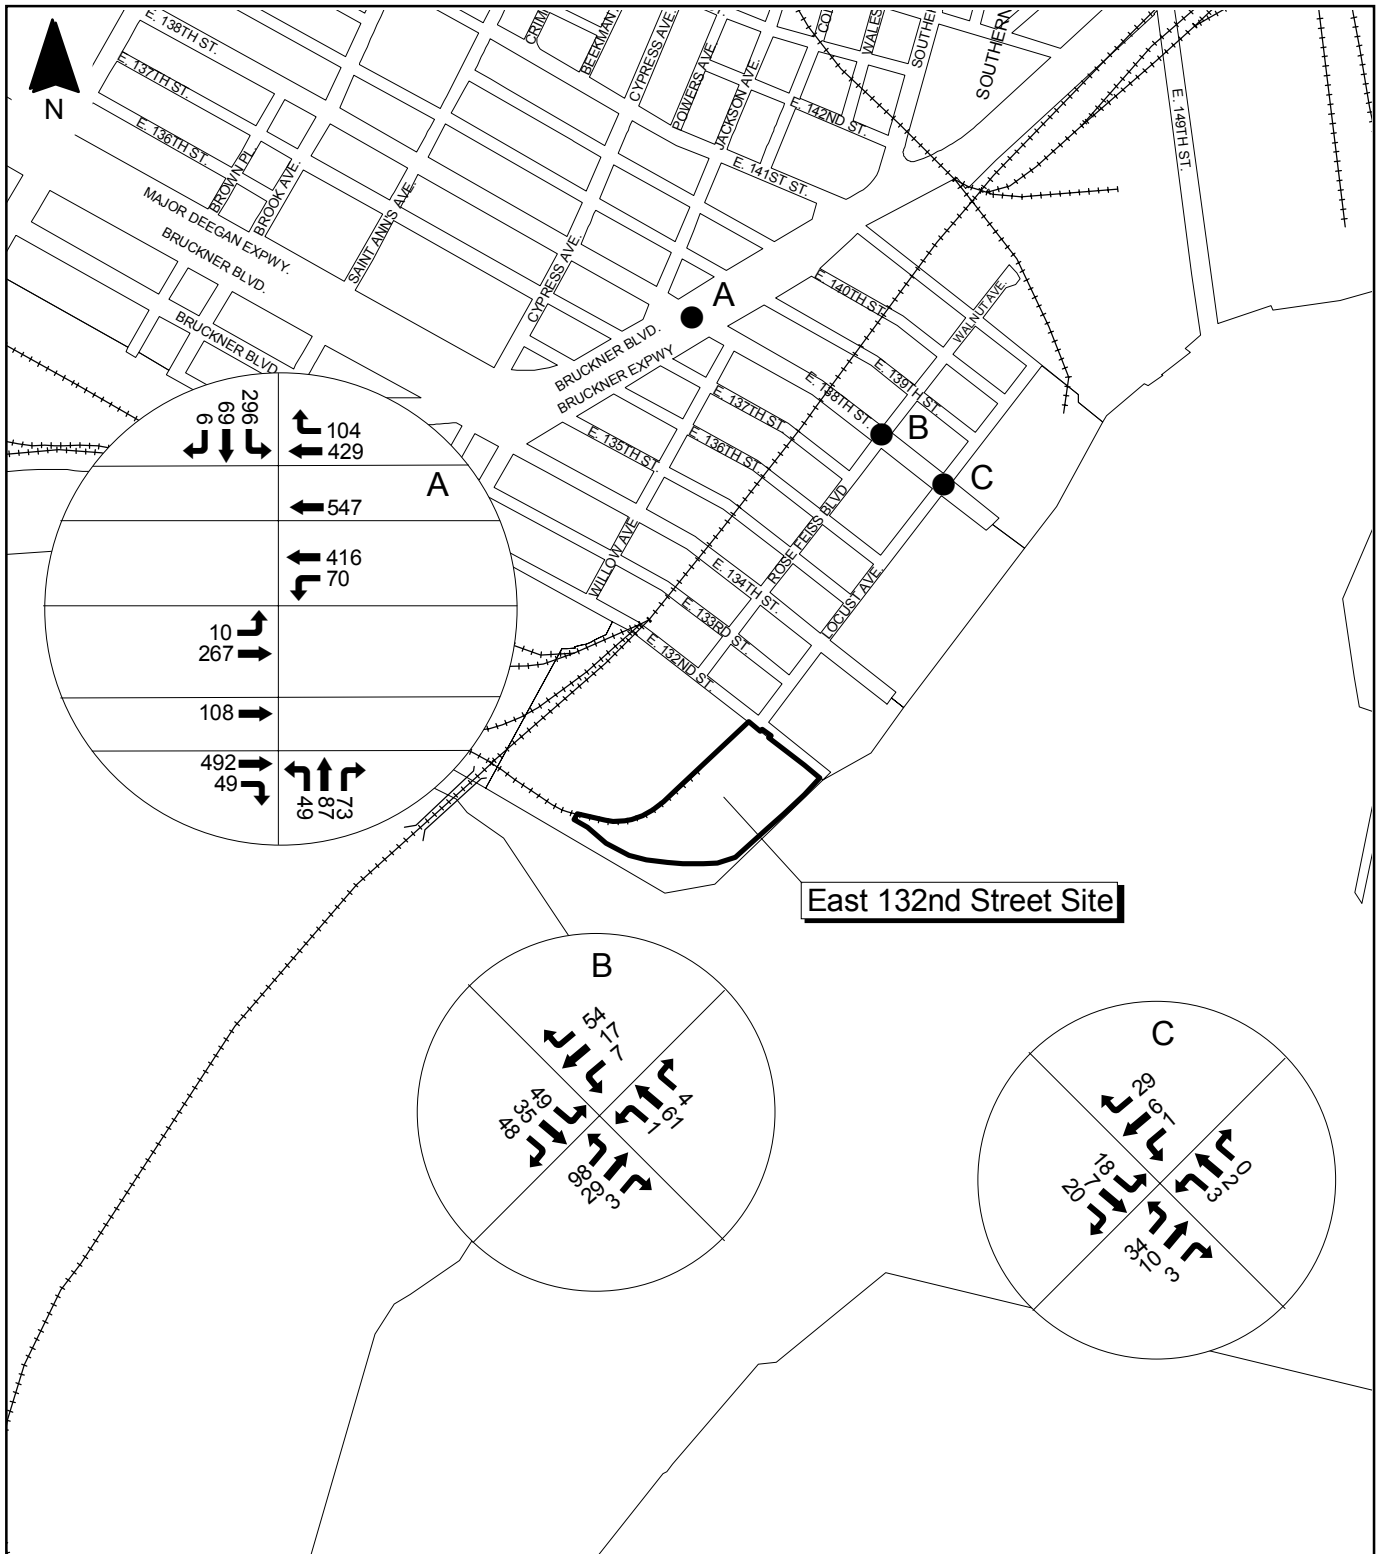 N
E. 138TH ST.
E. 137TH ST.
E. 136TH ST.
BROWN PL.
BROOK AVE.
SAINT ANN'S AVE.
MAJOR DEEGAN EXPWY.
BRUCKNER BLVD.
BRUCKNER BLVD.
CYPRESS AVE.
BEEKMAN
CYPRESS AVE.
POWERS AVE.
JACKSON AVE.
WALES
SOUTHERN
E. 142ND ST.
E. 141ST ST.
E. 149TH ST.
A
BRUCKNER BLVD.
BRUCKNER EXPWY
E. 140TH ST.
WALNUT AVE.
E. 139TH ST.
E. 138TH ST.
E. 137TH ST.
E. 136TH ST.
E. 135TH ST.
B
C
ROSE FEISS BLVD
WILLOW AVE.
LOCUST AVE.
E. 134TH ST.
E. 133RD ST.
E. 132ND ST.
A
6
69
296
104
429
547
416
70
10
267
108
492
49
49
87
73
East 132nd Street Site
B
54
17
7
49
35
48
4
61
1
98
29
3
C
29
6
1
18
7
20
0
2
3
34
10
3